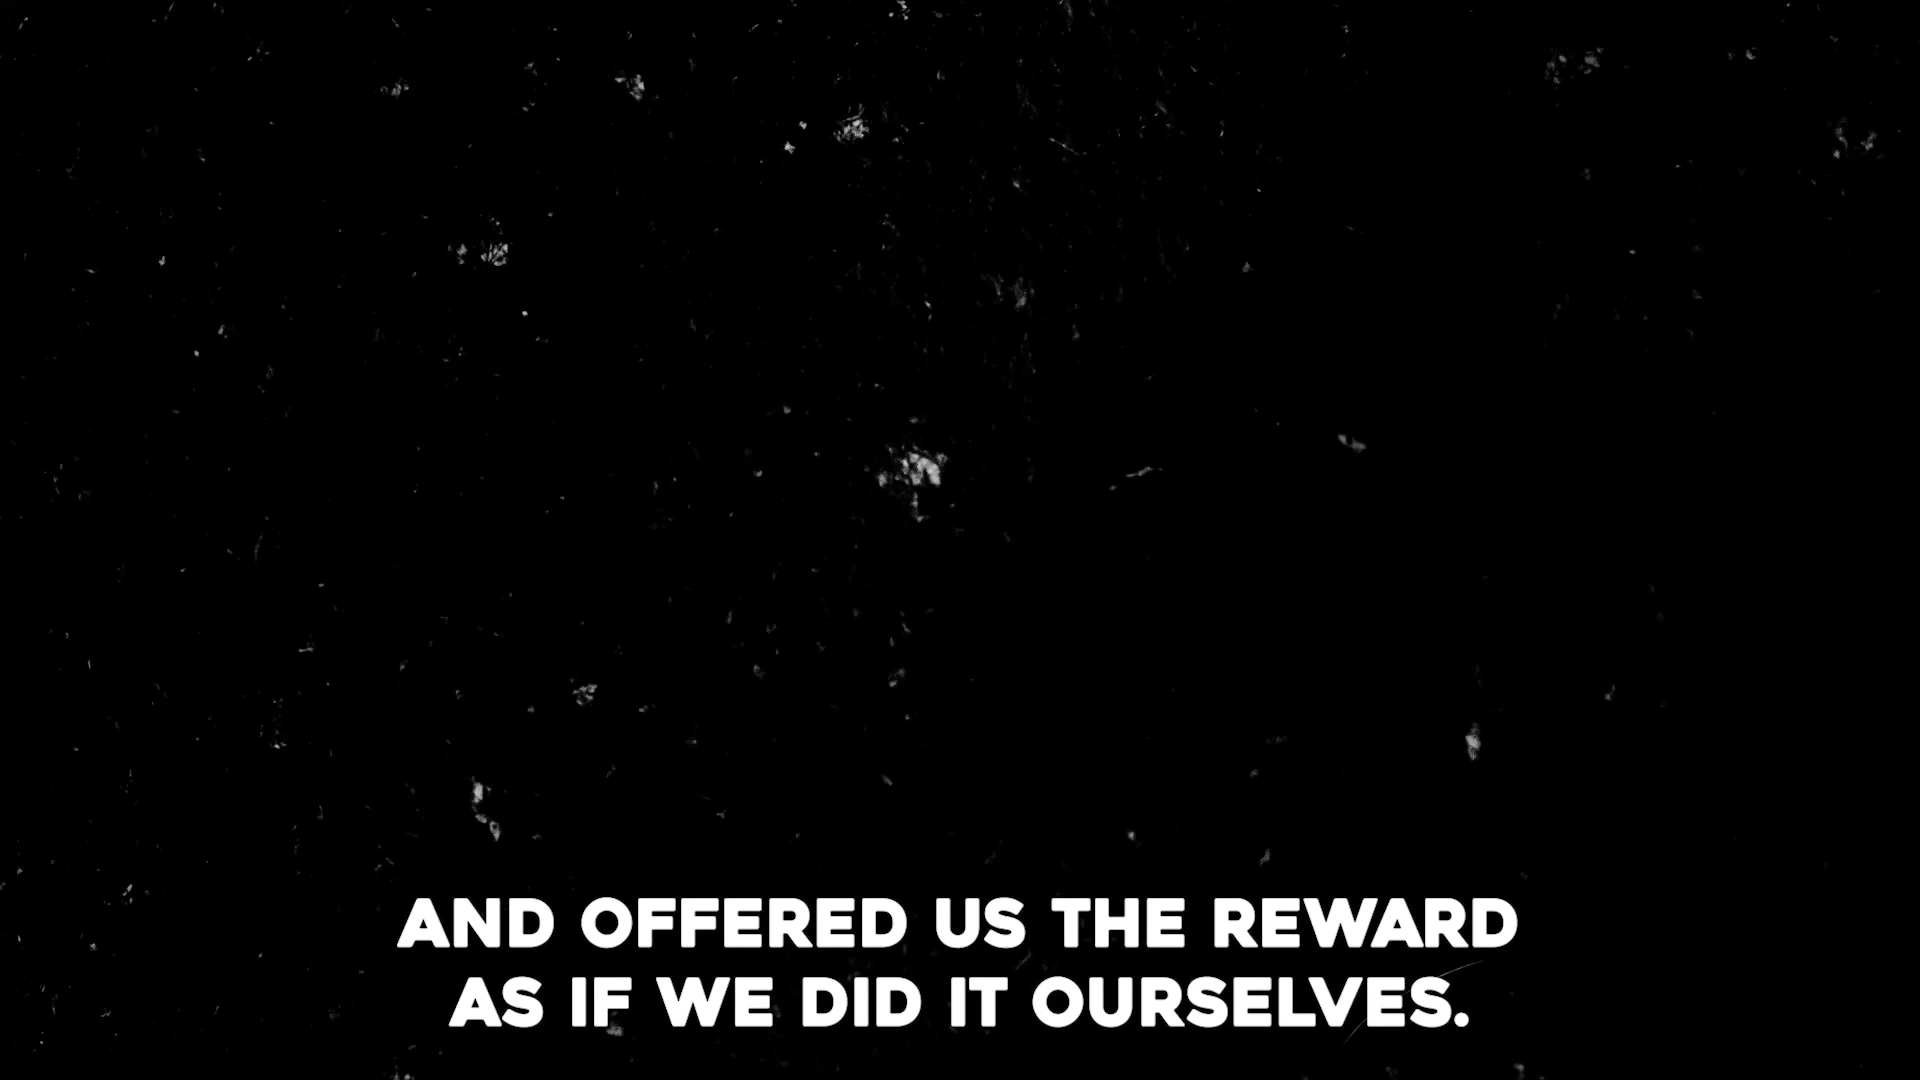 AND OFFERED US THE REWARD
AS IF WE DID IT OURSELVES.